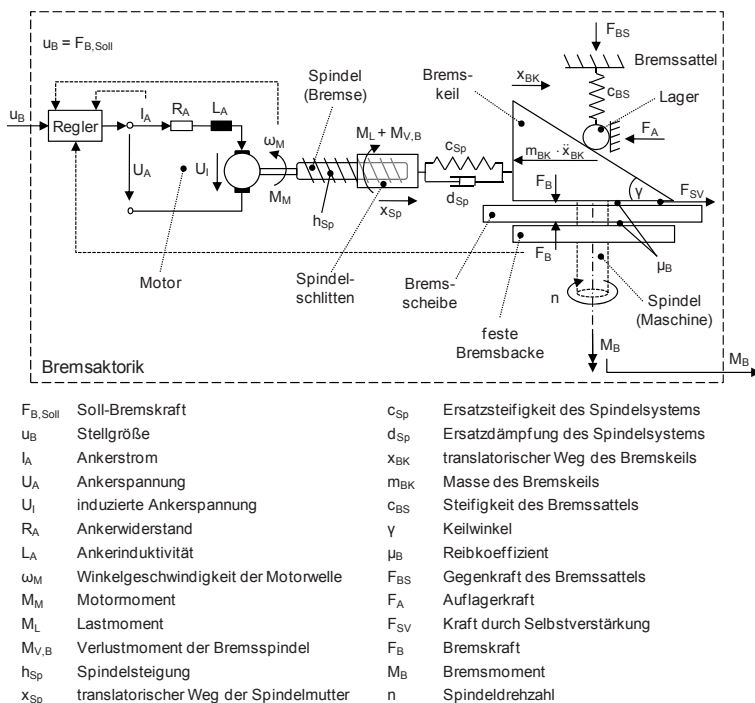 u_B = F_B,Soll
F_BS
Bremssattel
c_BS
Lager
F_A
Spindel
(Bremse)
Brems-
keil
x_BK
u_B
Regler
I_A
R_A
L_A
ω_M
M_L + M_V,B
c_Sp
m_BK · ẍ_BK
U_A
U_I
M_M
h_Sp
x_Sp
d_Sp
F_B
γ
F_SV
F_B
μ_B
Motor
Spindel-
schlitten
Brems-
scheibe
n
Spindel
(Maschine)
feste
Bremsbacke
M_B
M_B
Bremsaktorik
F_B,Soll Soll-Bremskraft
u_B Stellgröße
I_A Ankerstrom
U_A Ankerspannung
U_I induzierte Ankerspannung
R_A Ankerwiderstand
L_A Ankerinduktivität
ω_M Winkelgeschwindigkeit der Motorwelle
M_M Motormoment
M_L Lastmoment
M_V,B Verlustmoment der Bremsspindel
h_Sp Spindelsteigung
x_Sp translatorischer Weg der Spindelmutter
c_Sp Ersatzsteifigkeit des Spindelsystems
d_Sp Ersatzdämpfung des Spindelsystems
x_BK translatorischer Weg des Bremskeils
m_BK Masse des Bremskeils
c_BS Steifigkeit des Bremssattels
γ Keilwinkel
μ_B Reibkoeffizient
F_BS Gegenkraft des Bremssattels
F_A Auflagerkraft
F_SV Kraft durch Selbstverstärkung
F_B Bremskraft
M_B Bremsmoment
n Spindeldrehzahl